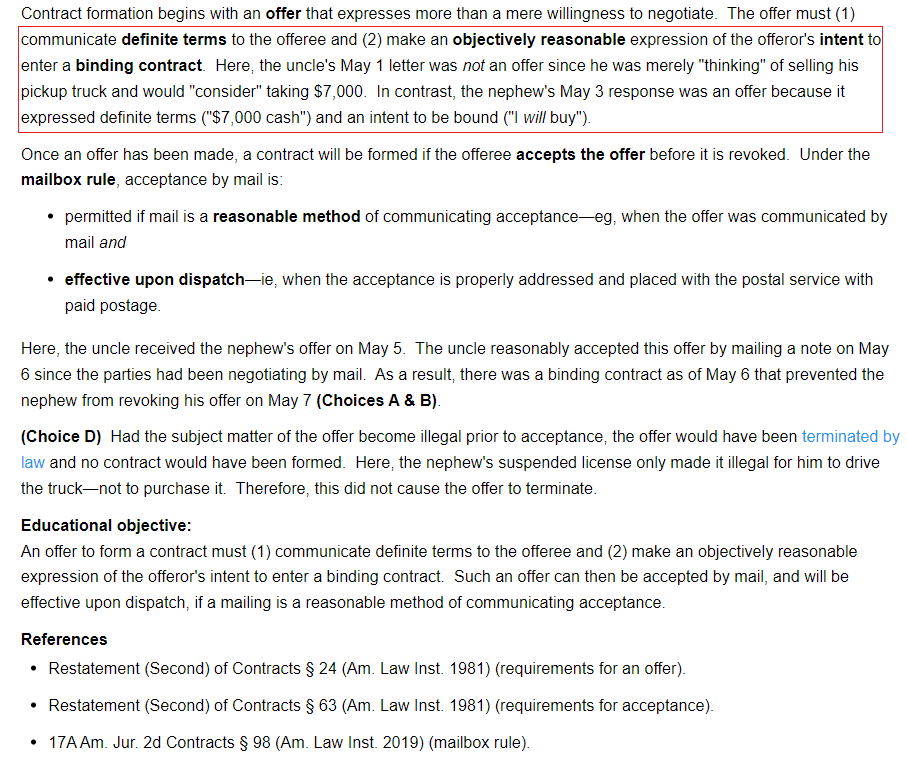 Contract formation begins with an offer that expresses more than a mere willingness to negotiate. The offer must (1)
communicate definite terms to the offeree and (2) make an objectively reasonable expression of the offeror's intent to
enter a binding contract. Here, the uncle's May 1 letter was not an offer since he was merely "thinking" of selling his
pickup truck and would "consider" taking $7,000. In contrast, the nephew's May 3 response was an offer because it
expressed definite terms ("$7,000 cash") and an intent to be bound ("I will buy").
Once an offer has been made, a contract will be formed if the offeree accepts the offer before it is revoked. Under the
mailbox rule, acceptance by mail is:
• permitted if mail is a reasonable method of communicating acceptance—eg, when the offer was communicated by
mail and
• effective upon dispatch—ie, when the acceptance is properly addressed and placed with the postal service with
paid postage.
Here, the uncle received the nephew's offer on May 5. The uncle reasonably accepted this offer by mailing a note on May
6 since the parties had been negotiating by mail. As a result, there was a binding contract as of May 6 that prevented the
nephew from revoking his offer on May 7 (Choices A & B).
(Choice D) Had the subject matter of the offer become illegal prior to acceptance, the offer would have been terminated by
law and no contract would have been formed. Here, the nephew's suspended license only made it illegal for him to drive
the truck—not to purchase it. Therefore, this did not cause the offer to terminate.
Educational objective:
An offer to form a contract must (1) communicate definite terms to the offeree and (2) make an objectively reasonable
expression of the offeror's intent to enter a binding contract. Such an offer can then be accepted by mail, and will be
effective upon dispatch, if a mailing is a reasonable method of communicating acceptance.
References
• Restatement (Second) of Contracts § 24 (Am. Law Inst. 1981) (requirements for an offer).
• Restatement (Second) of Contracts § 63 (Am. Law Inst. 1981) (requirements for acceptance).
• 17A Am. Jur. 2d Contracts § 98 (Am. Law Inst. 2019) (mailbox rule).